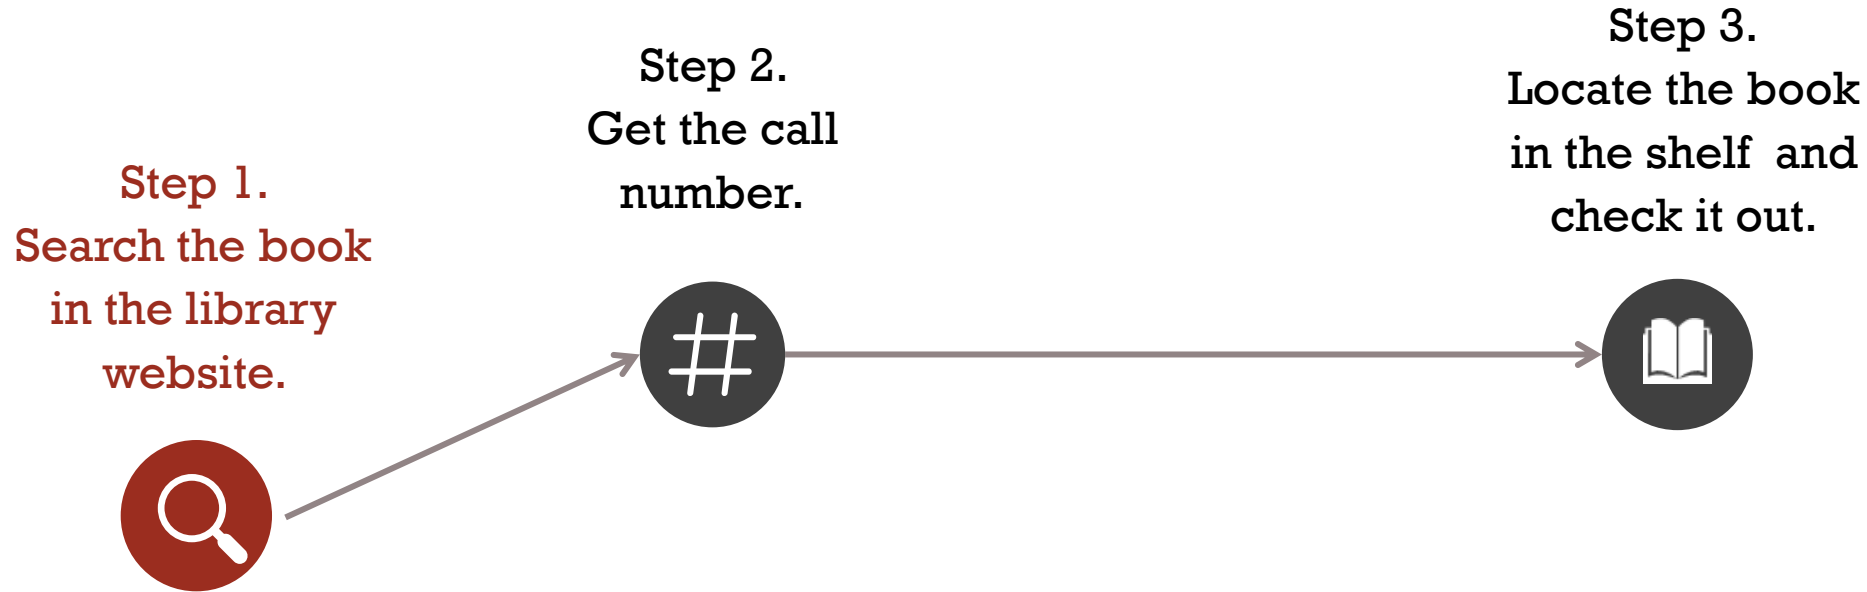 Step 1.
Search the book
in the library
website.
Step 2.
Get the call
number.
Step 3.
Locate the book
in the shelf  and
check it out.